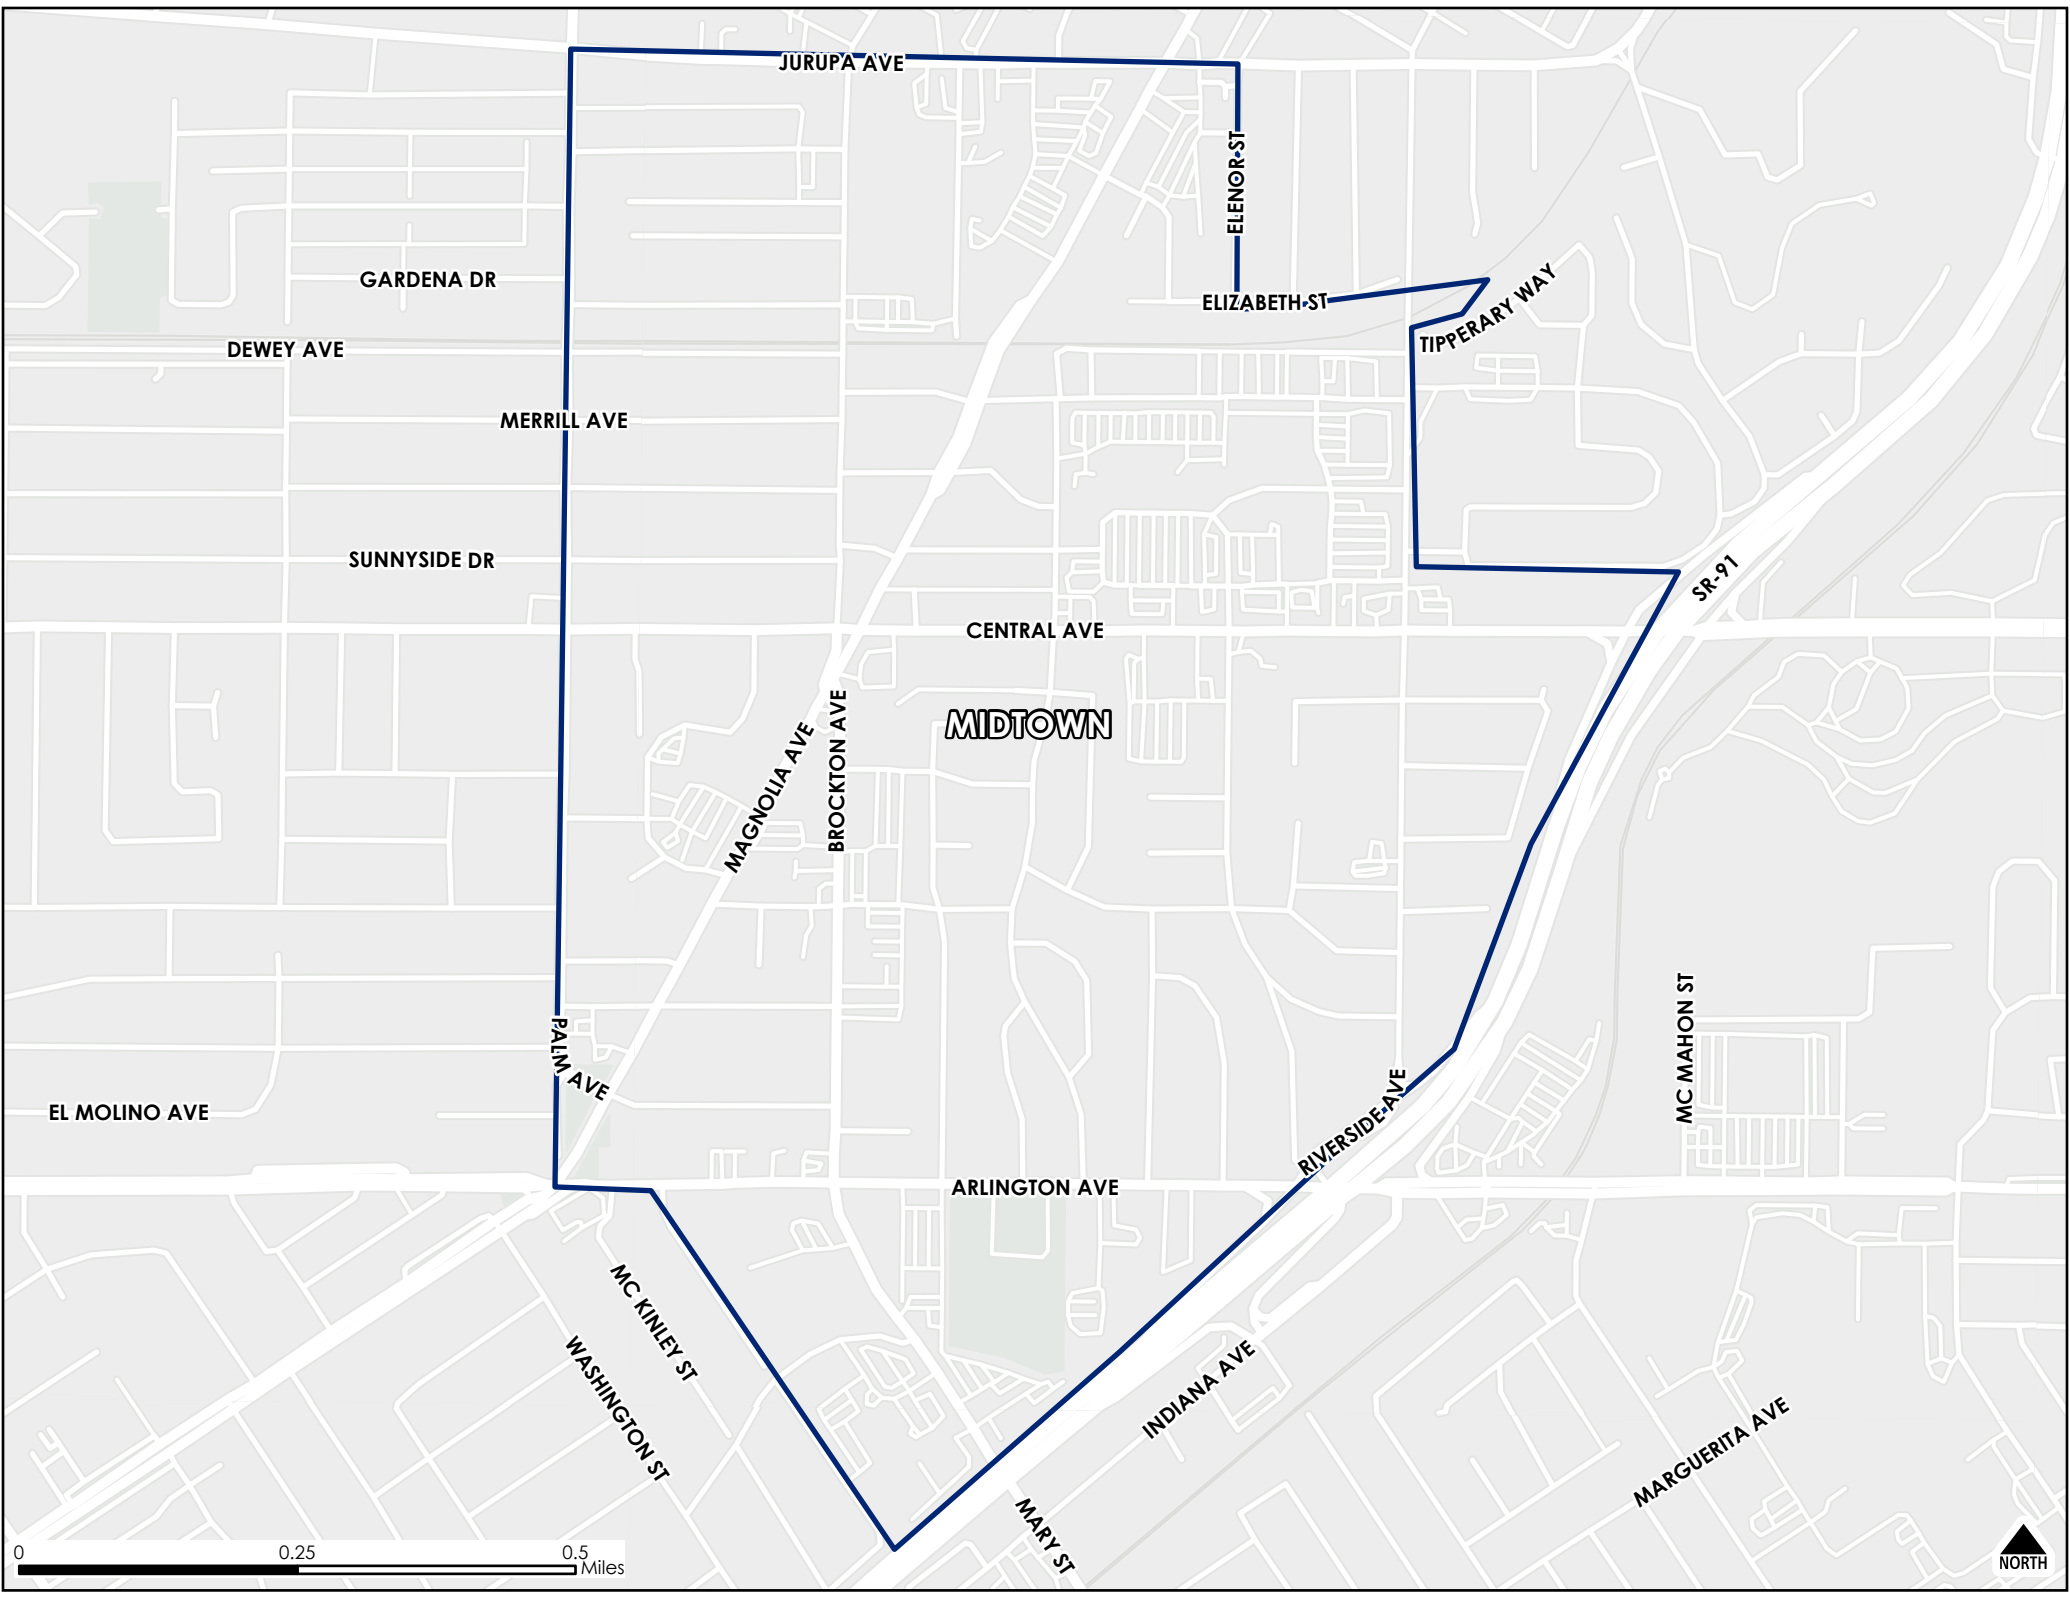 JURUPA AVE
ELENOR ST
GARDENA DR
ELIZABETH ST
TIPPERARY WAY
DEWEY AVE
MERRILL AVE
SUNNYSIDE DR
SR-91
CENTRAL AVE
MIDTOWN
MAGNOLIA AVE
BROCKTON AVE
MC MAHON ST
PALM AVE
EL MOLINO AVE
RIVERSIDE AVE
ARLINGTON AVE
MC KINLEY ST
WASHINGTON ST
INDIANA AVE
MARGUERITA AVE
MARY ST
0 0.25 0.5
Miles
NORTH